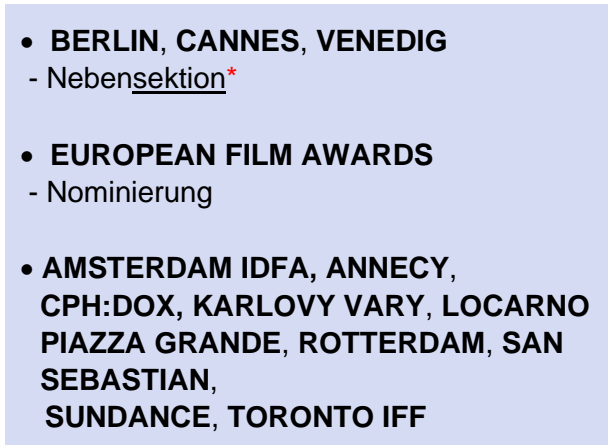 • BERLIN, CANNES, VENEDIG
- Nebensektion*
• EUROPEAN FILM AWARDS
- Nominierung
• AMSTERDAM IDFA, ANNECY,
CPH:DOX, KARLOVY VARY, LOCARNO
PIAZZA GRANDE, ROTTERDAM, SAN
SEBASTIAN,
SUNDANCE, TORONTO IFF